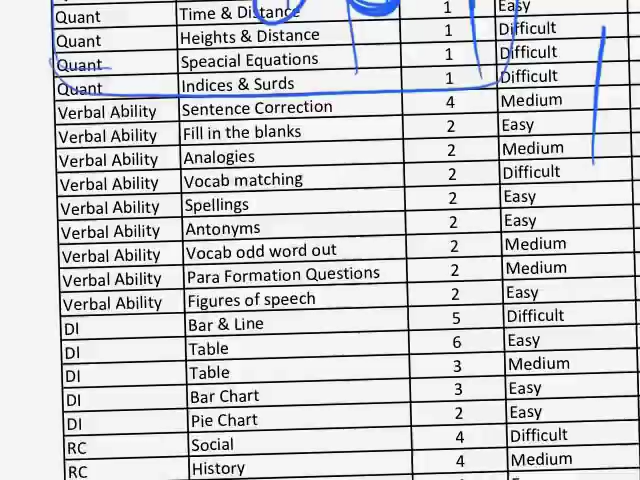 Quant Time & Distance 1 Easy
Quant Heights & Distance 1 Difficult
Quant Speacial Equations 1 Difficult
Quant Indices & Surds 1 Difficult
Verbal Ability Sentence Correction 4 Medium
Verbal Ability Fill in the blanks 2 Easy
Verbal Ability Analogies 2 Medium
Verbal Ability Vocab matching 2 Difficult
Verbal Ability Spellings 2 Easy
Verbal Ability Antonyms 2 Easy
Verbal Ability Vocab odd word out 2 Medium
Verbal Ability Para Formation Questions 2 Medium
Verbal Ability Figures of speech 2 Easy
DI Bar & Line 5 Difficult
DI Table 6 Easy
DI Table 3 Medium
DI Bar Chart 3 Easy
DI Pie Chart 2 Easy
RC Social 4 Difficult
RC History 4 Medium